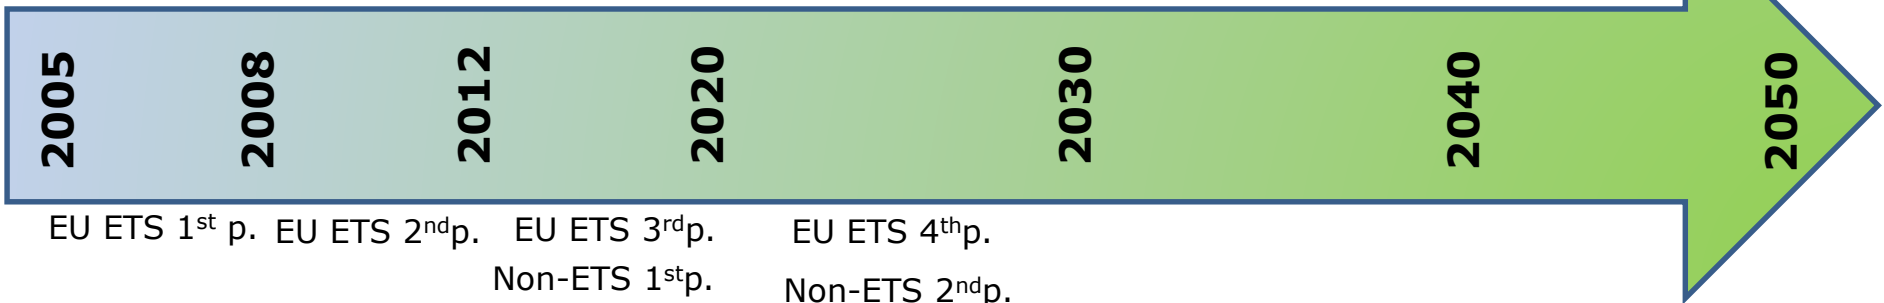 2005
2008
2012
2020
2030
2040
2050
EU ETS 1st p.
EU ETS 2ndp.
EU ETS 3rdp.
EU ETS 4thp.
Non-ETS 1stp.
Non-ETS 2ndp.